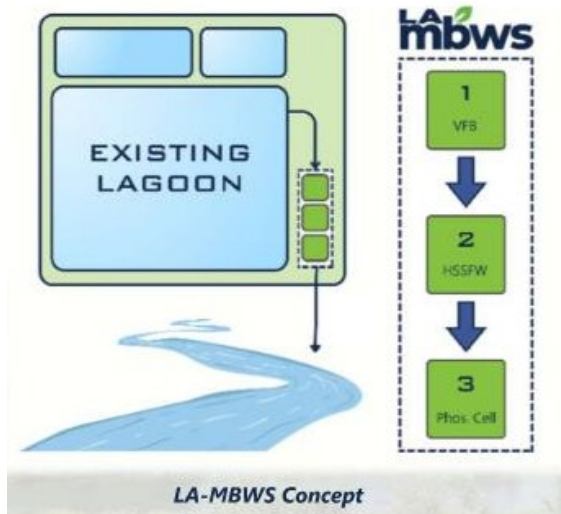 EXISTING
LAGOON
LA
mbws
1
VFB
2
HSSFW
3
Phos. Cell
LA-MBWS Concept